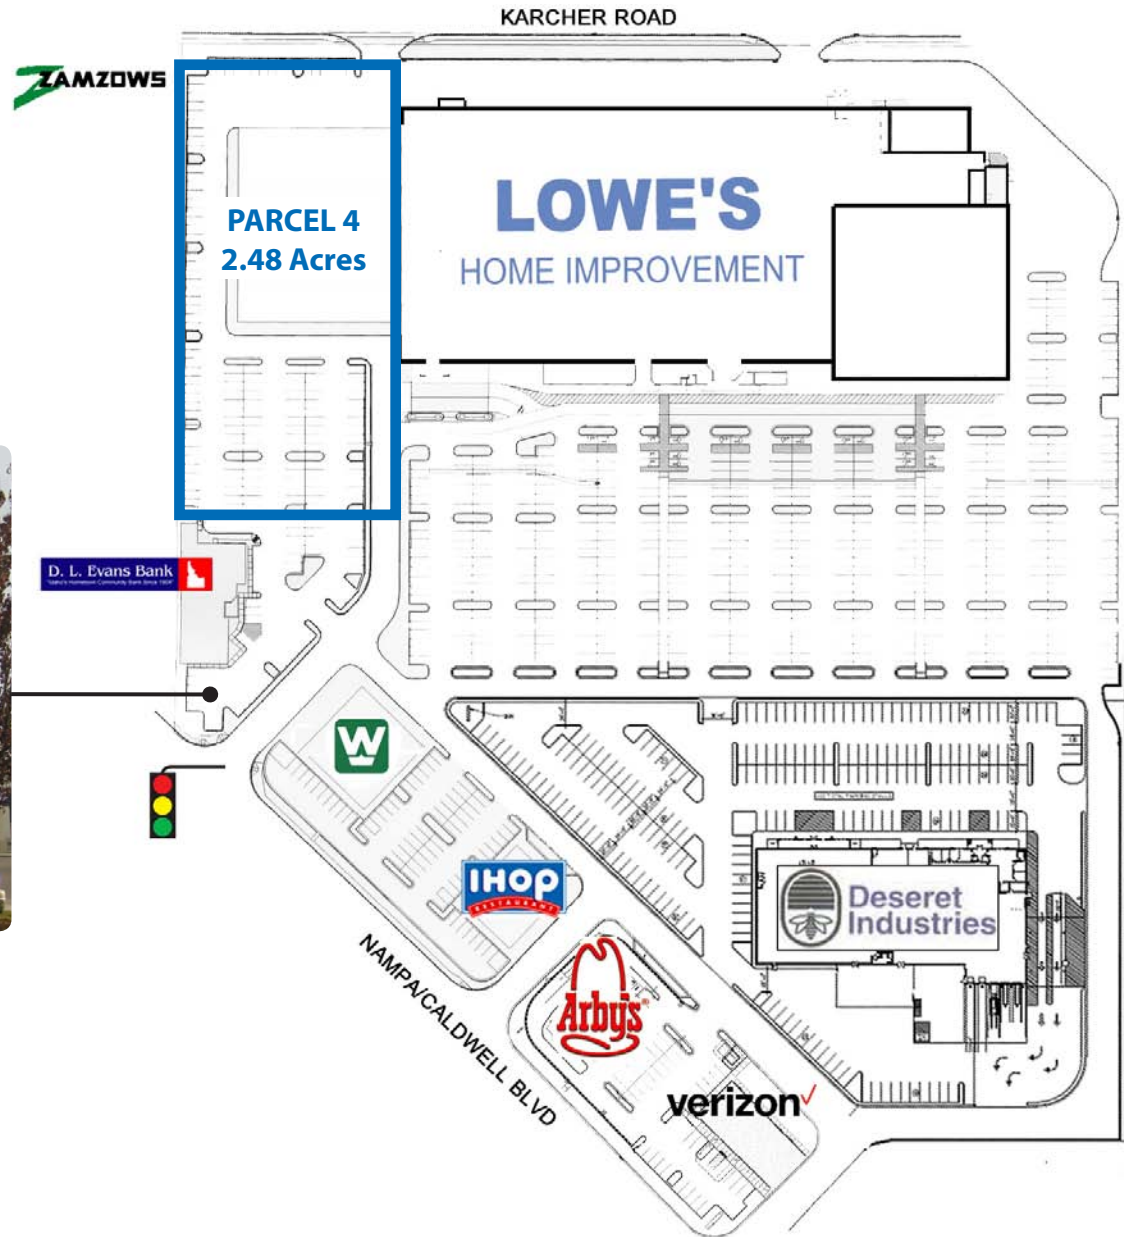 KARCHER ROAD
ZAMZOWS
PARCEL 4
2.48 Acres
LOWE'S
HOME IMPROVEMENT
D. L. Evans Bank
W
IHOP
RESTAURANT
Deseret
Industries
Arby's
NAMPA/CALDWELL BLVD
verizon